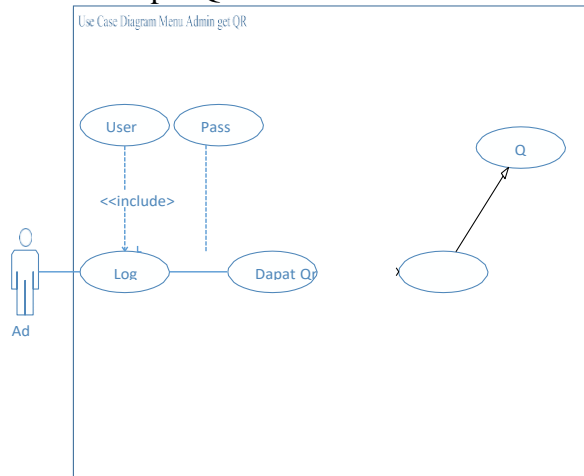 Use Case Diagram Menu Admin get QR
User
Pass
Q
<<include>
Log
Dapat Qr
Ad